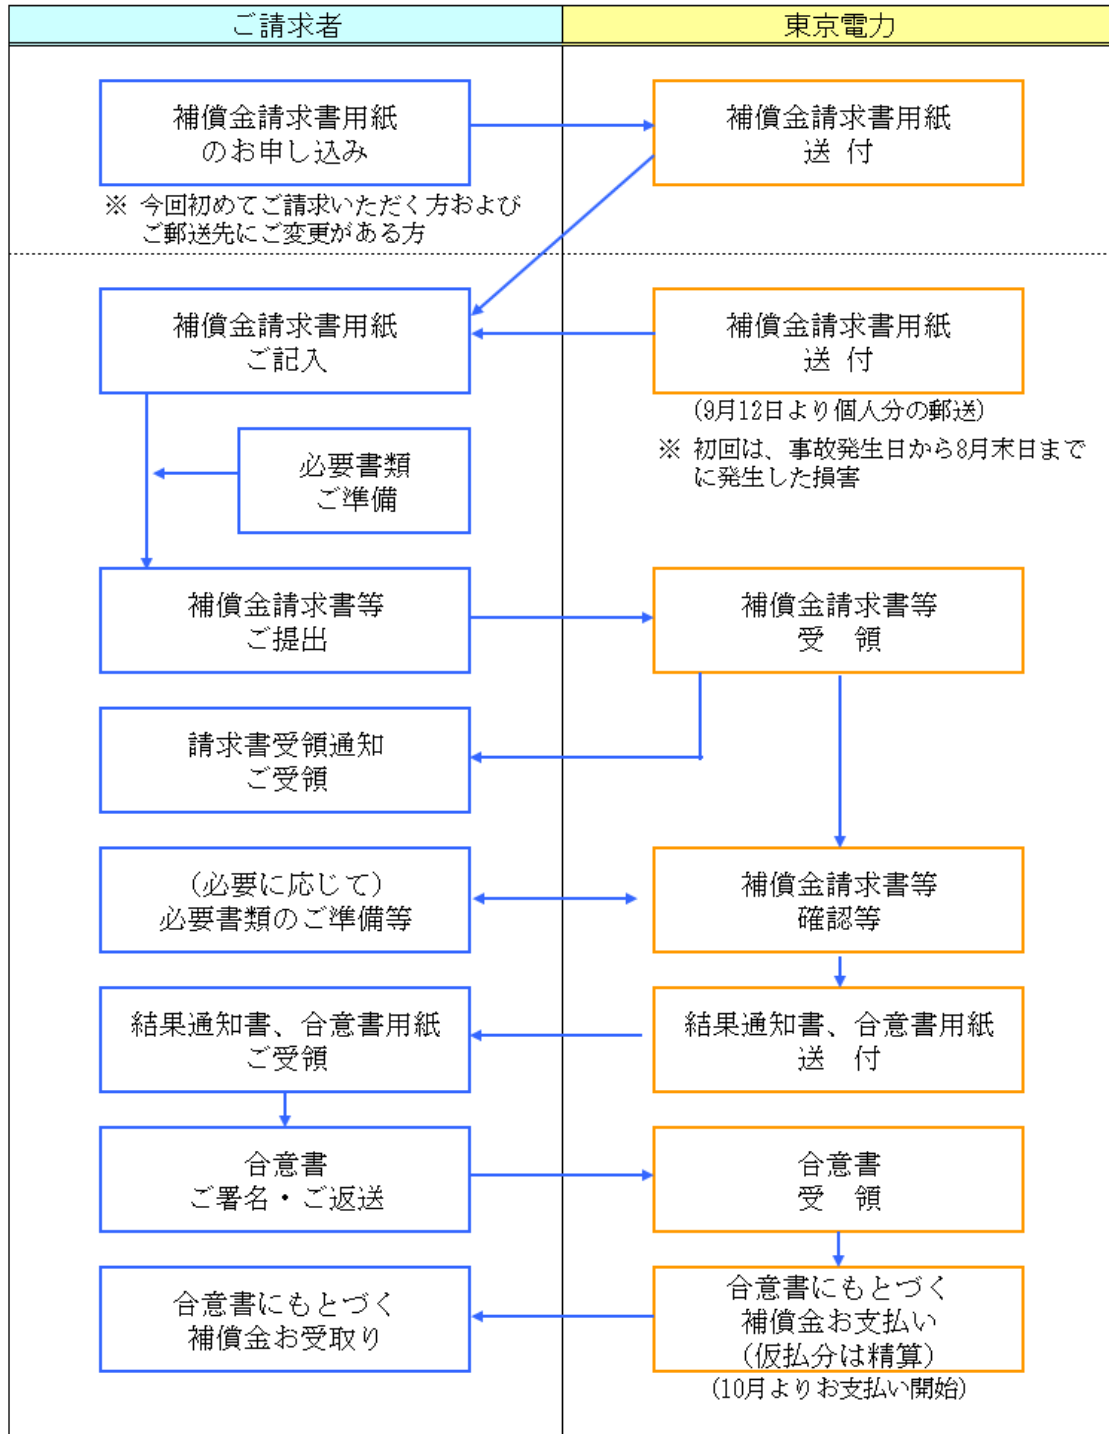 ご請求者
東京電力
補償金請求書用紙
のお申し込み
補償金請求書用紙
送 付
※ 今回初めてご請求いただく方および
ご郵送先にご変更がある方
補償金請求書用紙
ご記入
補償金請求書用紙
送 付
(9月12日より個人分の郵送)
※ 初回は、事故発生日から8月末日まで
に発生した損害
必要書類
ご準備
補償金請求書等
ご提出
補償金請求書等
受　領
請求書受領通知
ご受領
(必要に応じて)
必要書類のご準備等
補償金請求書等
確認等
結果通知書、合意書用紙
ご受領
結果通知書、合意書用紙
送　付
合意書
ご署名・ご返送
合意書
受　領
合意書にもとづく
補償金お受取り
合意書にもとづく
補償金お支払い
(仮払分は精算)
(10月よりお支払い開始)